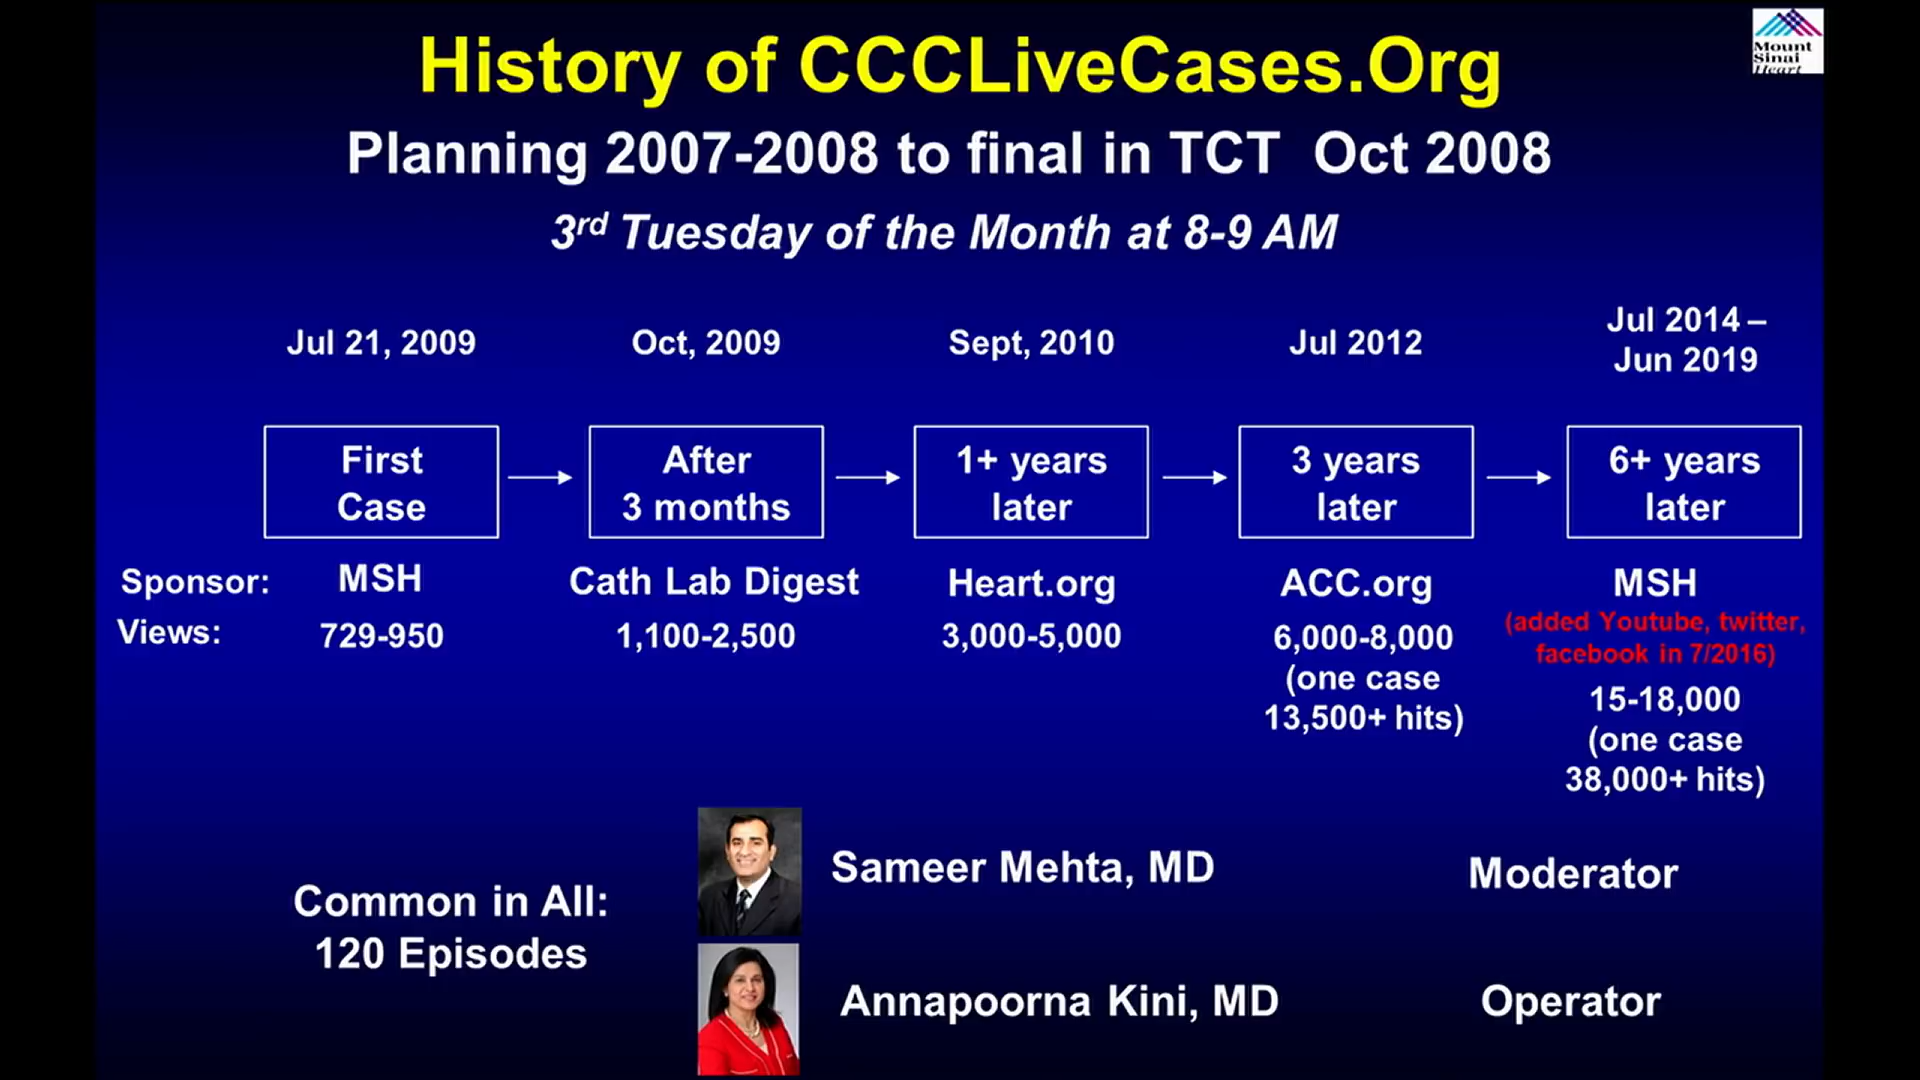 History of CCCLiveCases.Org
Mount
Sinai
Heart
Planning 2007-2008 to final in TCT Oct 2008
3rd Tuesday of the Month at 8-9 AM
Jul 21, 2009
Oct, 2009
Sept, 2010
Jul 2012
Jul 2014 –
Jun 2019
First
Case
After
3 months
1+ years
later
3 years
later
6+ years
later
Sponsor:
MSH
Cath Lab Digest
Heart.org
ACC.org
MSH
(added Youtube, twitter,
facebook in 7/2016)
Views:
729-950
1,100-2,500
3,000-5,000
6,000-8,000
(one case
13,500+ hits)
15-18,000
(one case
38,000+ hits)
Common in All:
120 Episodes
Sameer Mehta, MD
Moderator
Annapoorna Kini, MD
Operator